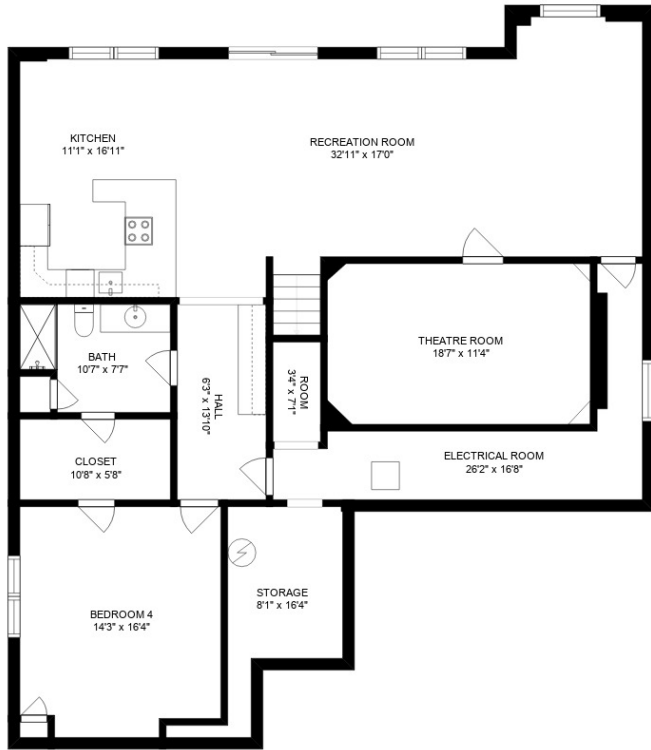 KITCHEN
11'1" x 16'11"
RECREATION ROOM
32'11" x 17'0"
THEATRE ROOM
18'7" x 11'4"
BATH
10'7" x 7'7"
HALL
6'3" x 13'10"
ROOM
3'4" x 7'1"
CLOSET
10'8" x 5'8"
ELECTRICAL ROOM
26'2" x 16'8"
STORAGE
8'1" x 16'4"
BEDROOM 4
14'3" x 16'4"